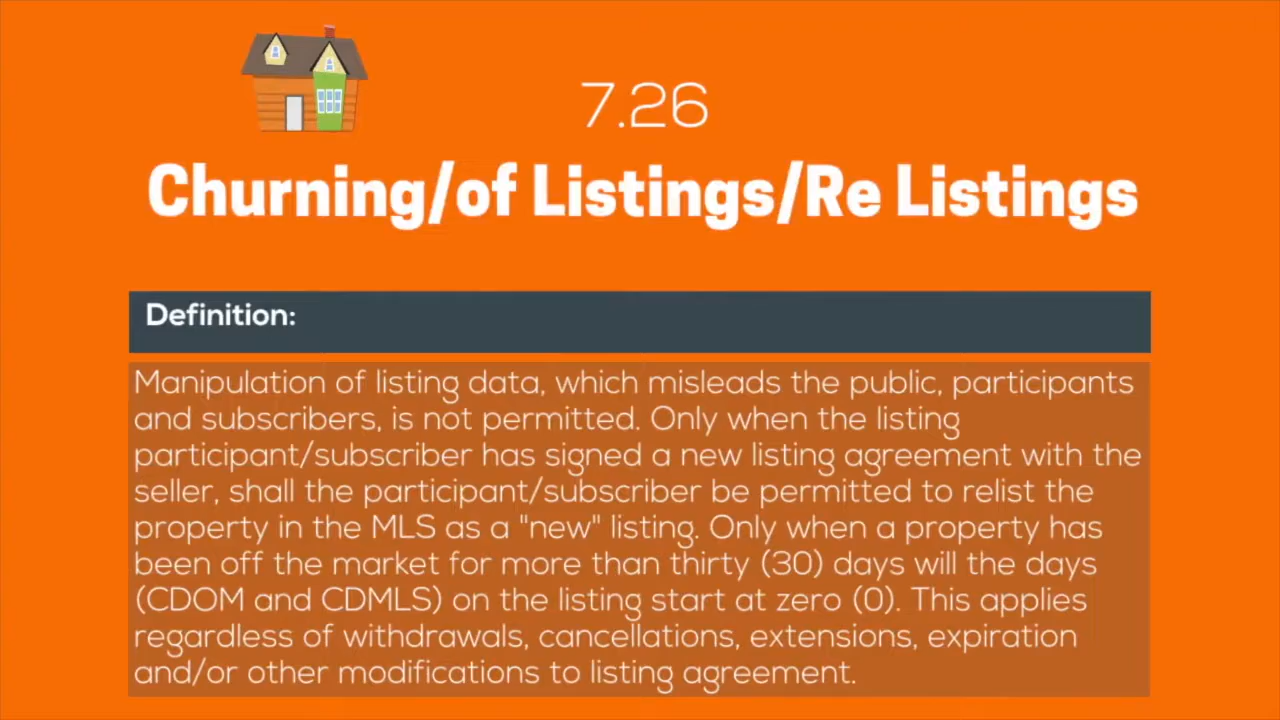 7.26
Churning/of Listings/Re Listings
Definition:
Manipulation of listing data, which misleads the public, participants
and subscribers, is not permitted. Only when the listing
participant/subscriber has signed a new listing agreement with the
seller, shall the participant/subscriber be permitted to relist the
property in the MLS as a "new" listing. Only when a property has
been off the market for more than thirty (30) days will the days
(CDOM and CDMLS) on the listing start at zero (0). This applies
regardless of withdrawals, cancellations, extensions, expiration
and/or other modifications to listing agreement.